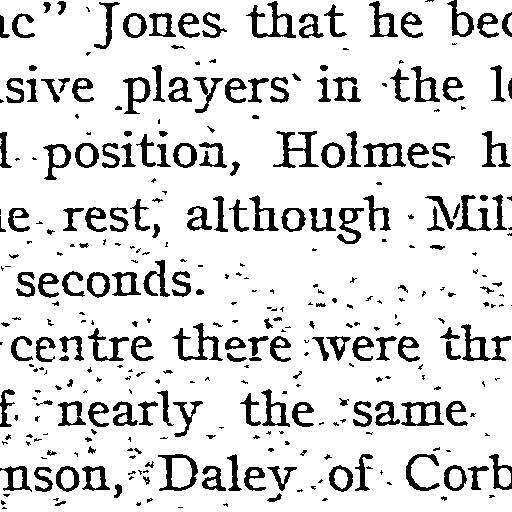 ac” Jones that he bec
sive players in the l
position, Holmes h
rest, although Mil
seconds.
centre there were thr
f nearly the same
nson, Daley of Corb